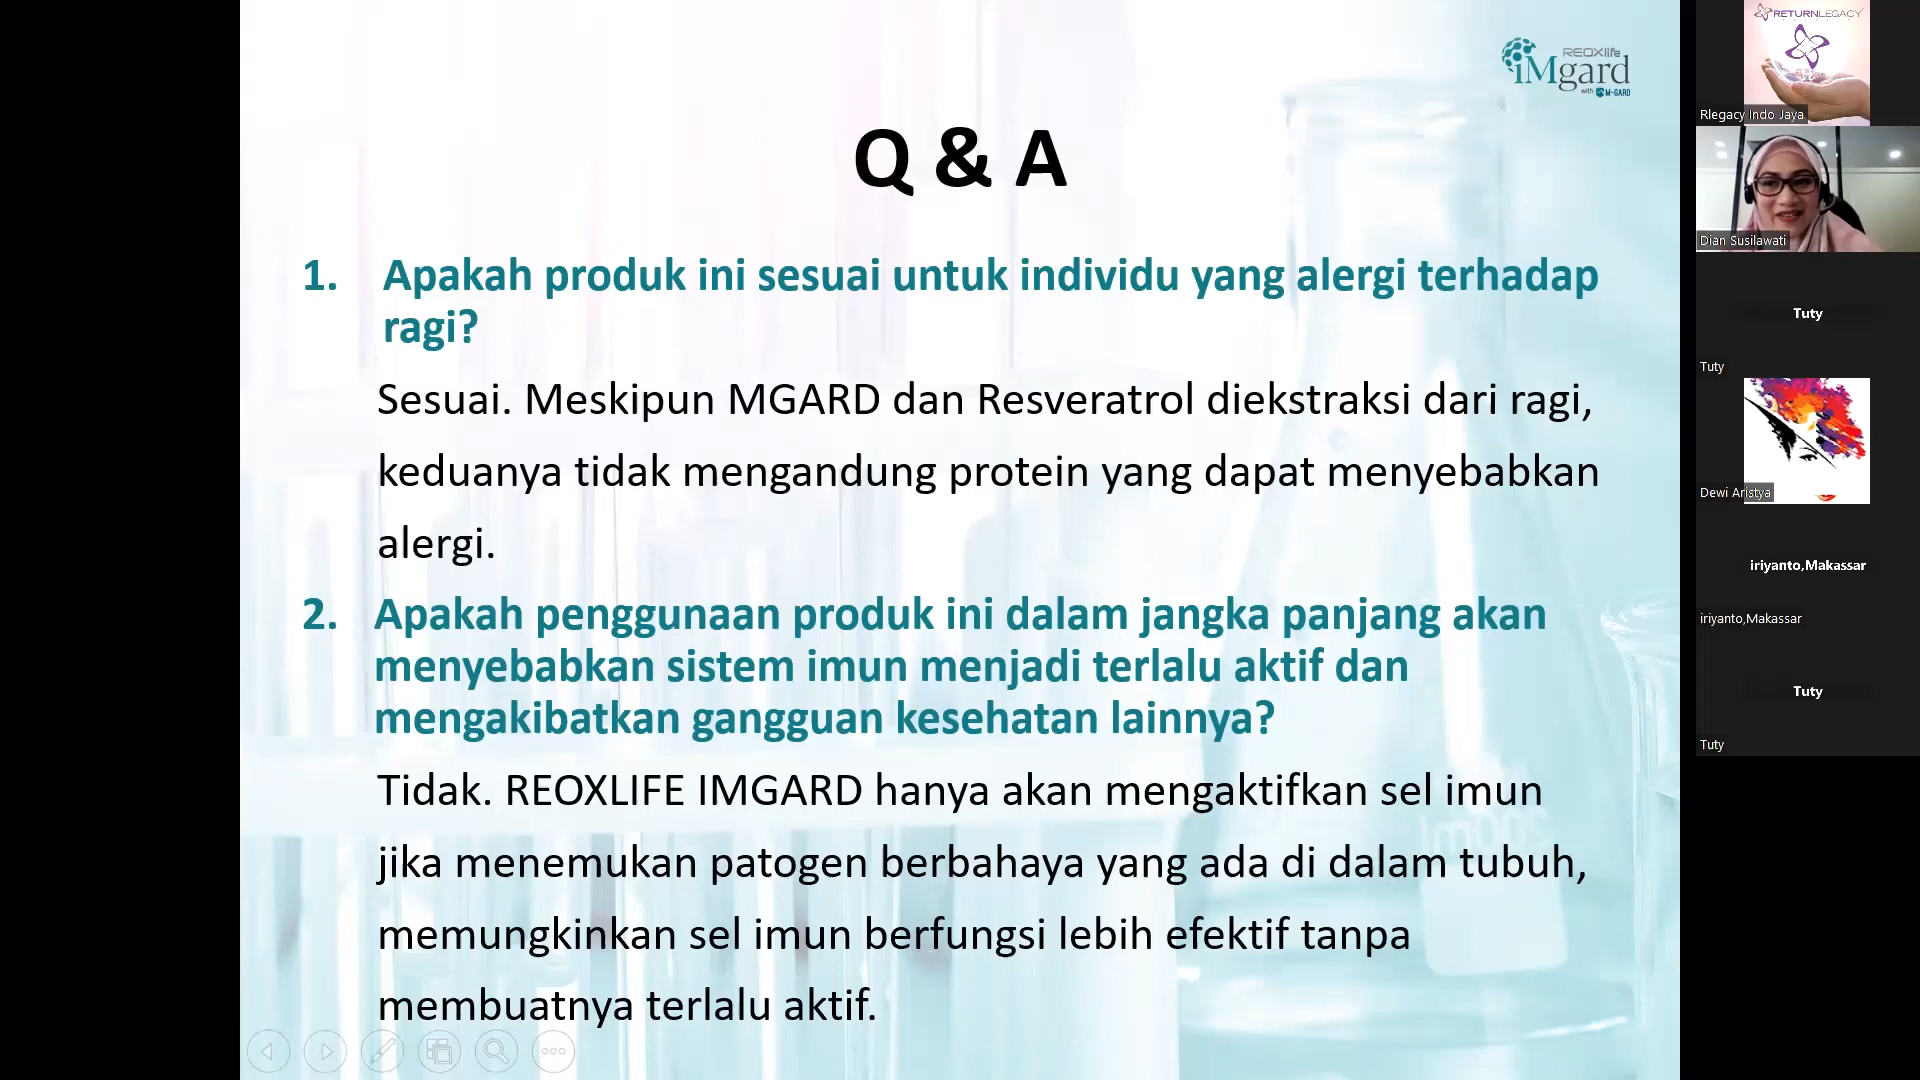 REOXlife
iMgard
with M-GARD
Q & A
1. Apakah produk ini sesuai untuk individu yang alergi terhadap
ragi?
Sesuai. Meskipun MGARD dan Resveratrol diekstraksi dari ragi,
keduanya tidak mengandung protein yang dapat menyebabkan
alergi.
2. Apakah penggunaan produk ini dalam jangka panjang akan
menyebabkan sistem imun menjadi terlalu aktif dan
mengakibatkan gangguan kesehatan lainnya?
Tidak. REOXLIFE IMGARD hanya akan mengaktifkan sel imun
jika menemukan patogen berbahaya yang ada di dalam tubuh,
memungkinkan sel imun berfungsi lebih efektif tanpa
membuatnya terlalu aktif.
RETURNLEGACY
Rlegacy Indo Jaya
Dian Susilawati
Tuty
Tuty
Dewi Aristya
iriyanto,Makassar
iriyanto,Makassar
Tuty
Tuty